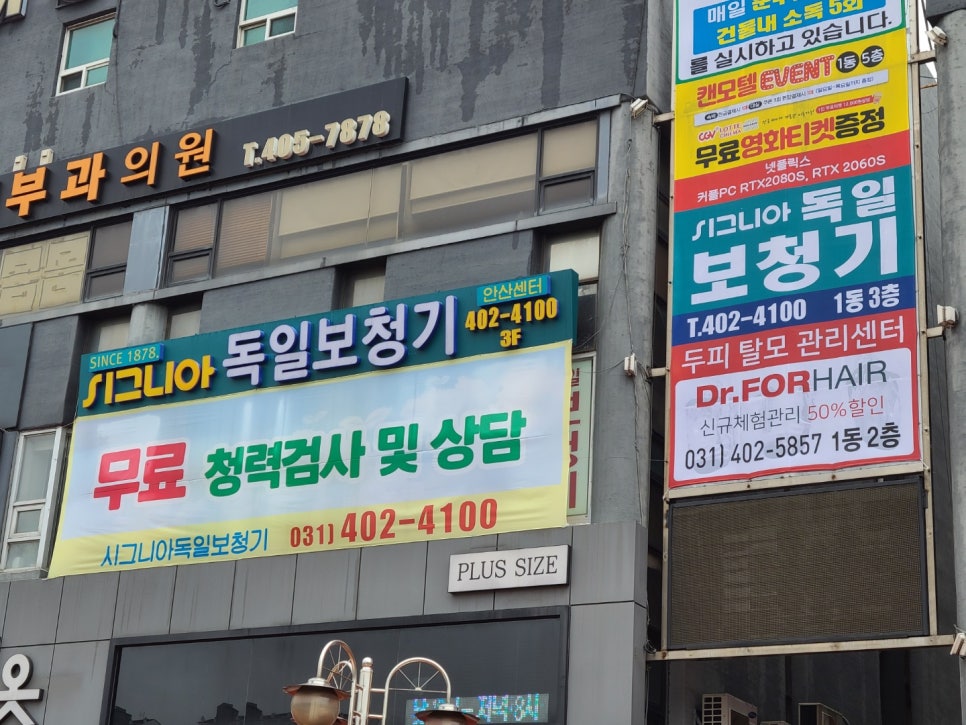 부과의원 T.405-7878
SINCE 1878.
시그니아 독일보청기
안산센터
402-4100
3F
무료 청력검사 및 상담
시그니아독일보청기 031) 402-4100
PLUS SIZE
매일
건물내 소독 5회
를 실시하고 있습니다.
캔모텔 EVENT 1동 5층
CGV LOTTE CINEMA
무료영화티켓증정
넷플릭스
커플PC RTX2080S, RTX 2060S
시그니아 독일
보청기
T.402-4100 1동 3층
두피 탈모 관리센터
Dr.FORHAIR
신규체험관리 50%할인
031) 402-5857 1동 2층
옷